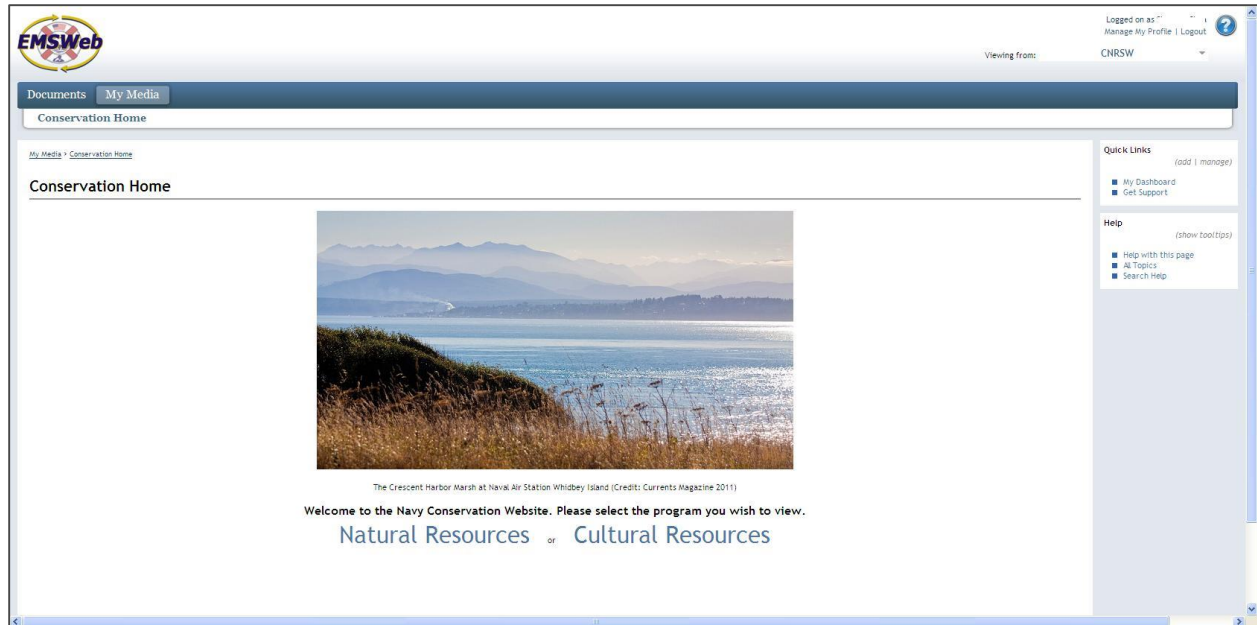 EMSWeb
Logged on as
Manage My Profile | Logout
?
Viewing from: CNRSW
Documents My Media
Conservation Home
My Media > Conservation Home
Conservation Home
The Crescent Harbor Marsh at Naval Air Station Whidbey Island (Credit: Currents Magazine 2011)
Welcome to the Navy Conservation Website. Please select the program you wish to view.
Natural Resources or Cultural Resources
Quick Links
(add | manage)
My Dashboard
Get Support
Help
(show tooltips)
Help with this page
All Topics
Search Help